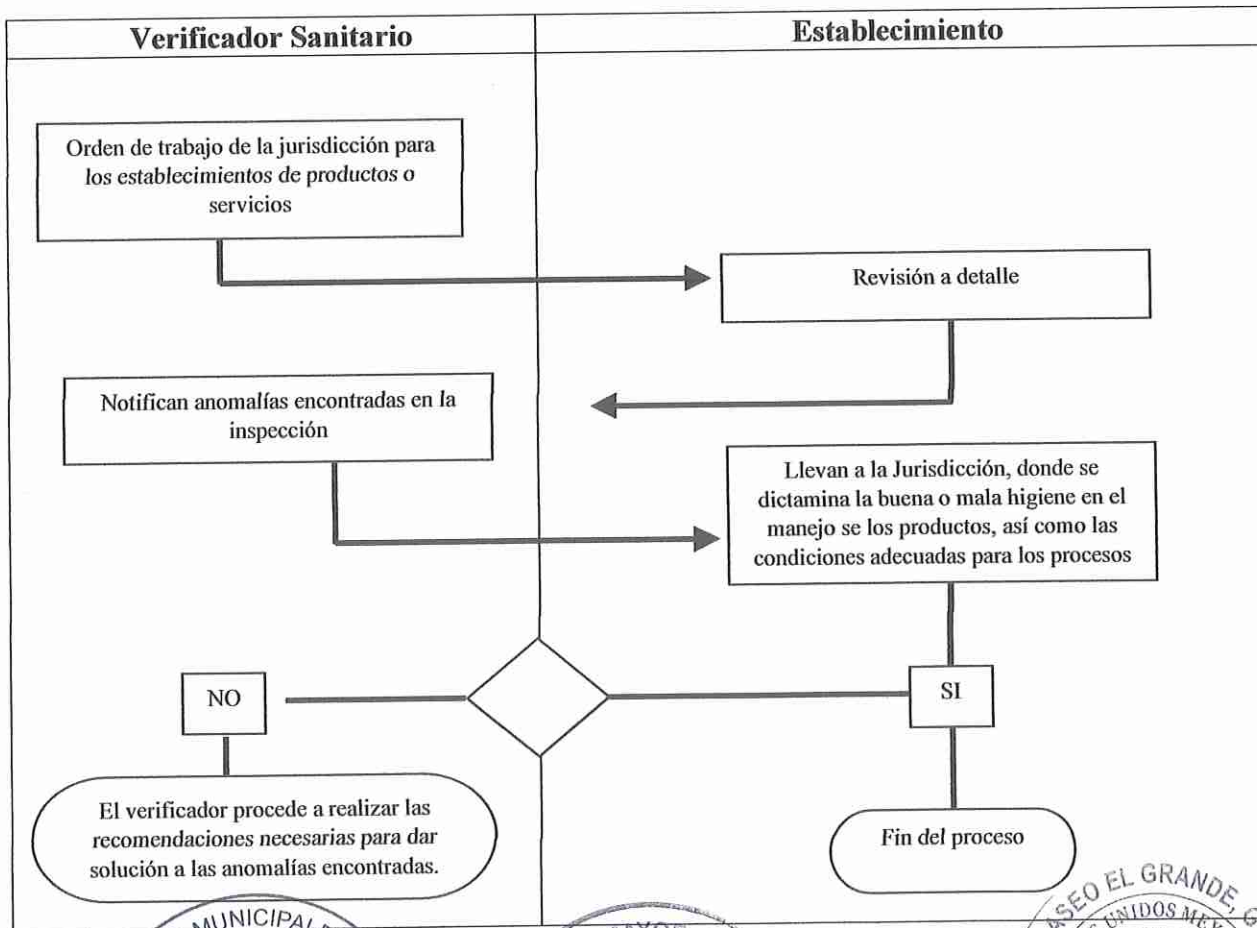 Verificador Sanitario
Establecimiento
Orden de trabajo de la jurisdicción para
los establecimientos de productos o
servicios
Revisión a detalle
Notifican anomalías encontradas en la
inspección
Llevan a la Jurisdicción, donde se
dictamina la buena o mala higiene en el
manejo se los productos, así como las
condiciones adecuadas para los procesos
NO
SI
El verificador procede a realizar las
recomendaciones necesarias para dar
solución a las anomalías encontradas.
Fin del proceso
MUNICIPAL
EL GRANDE,
UNIDOS